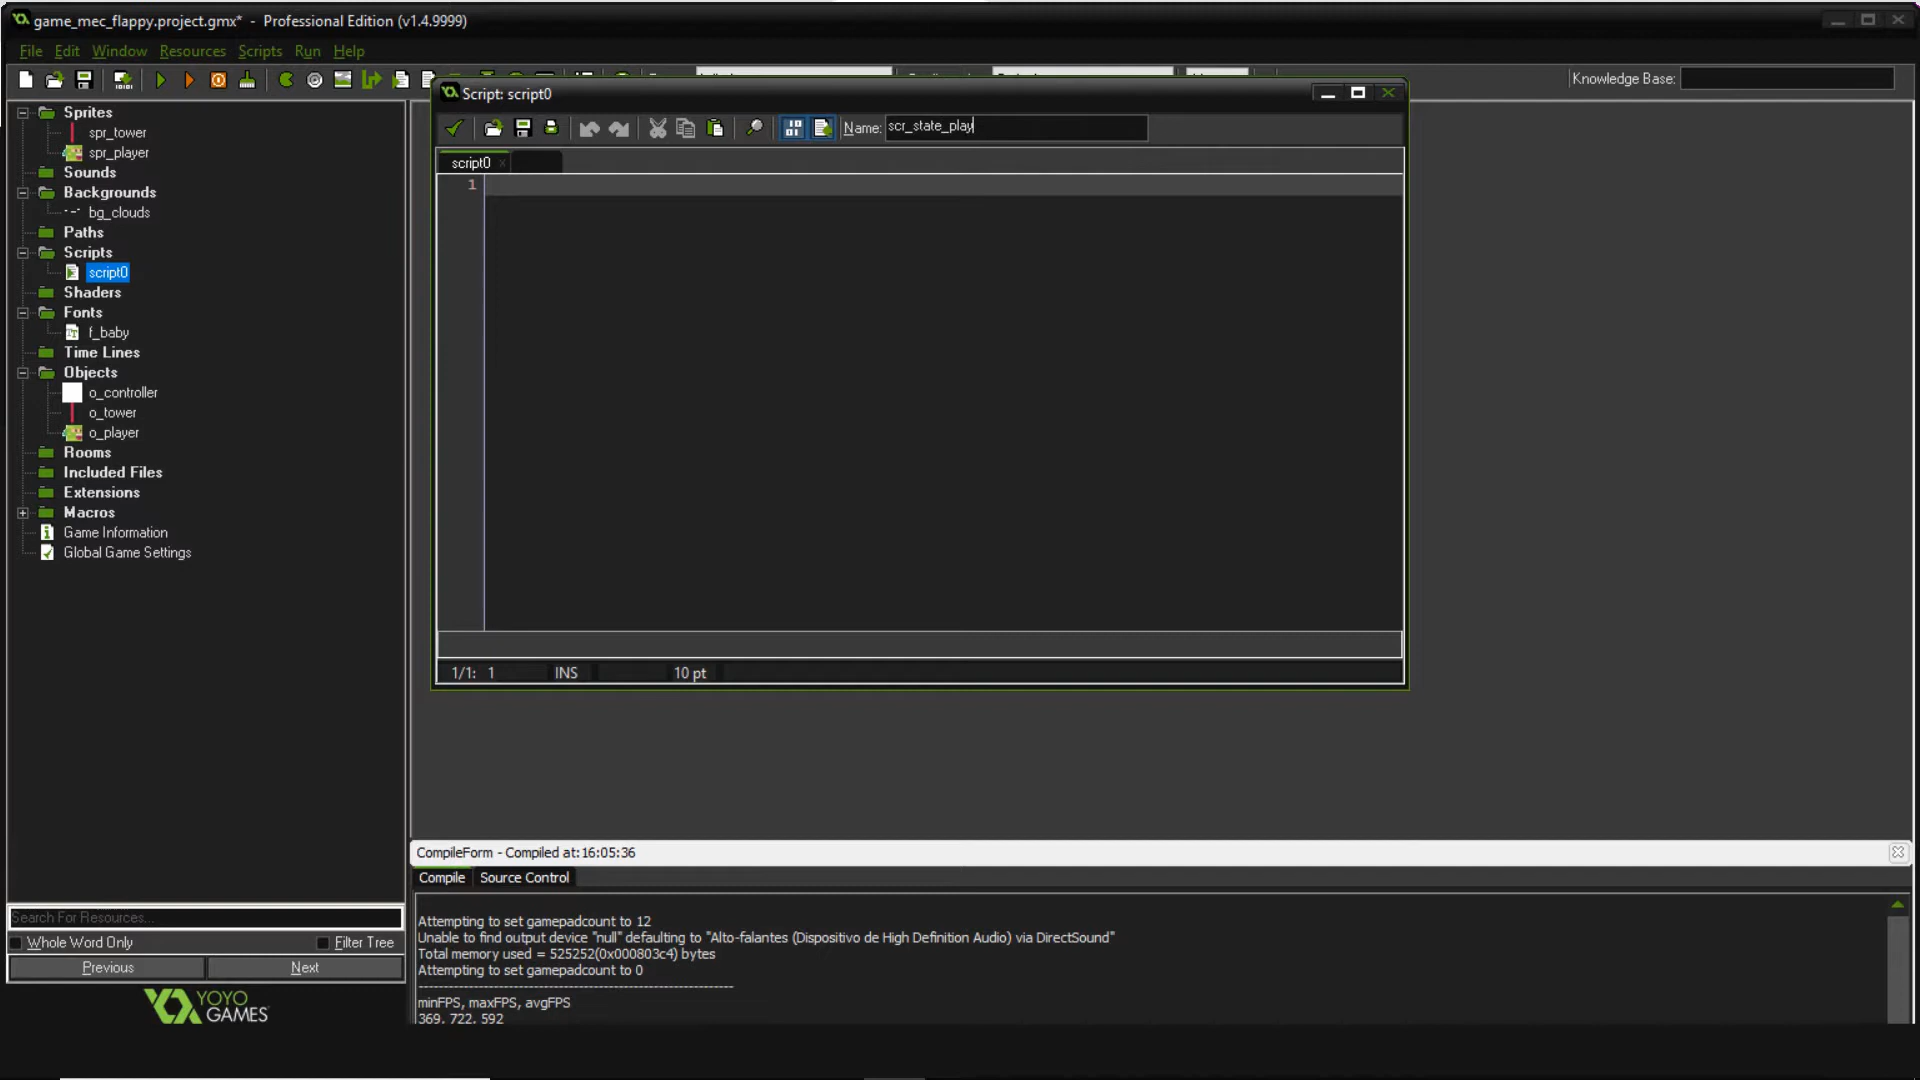 game_mec_flappy.project.gmx* - Professional Edition (v1.4.9999)
File Edit Window Resources Scripts Run Help
Knowledge Base:
Script: script0
Name: scr_state_play
script0
1
Sprites
spr_tower
spr_player
Sounds
Backgrounds
bg_clouds
Paths
Scripts
script0
Shaders
Fonts
f_baby
Time Lines
Objects
o_controller
o_tower
o_player
Rooms
Included Files
Extensions
Macros
Game Information
Global Game Settings
1/1: 1 INS 10 pt
CompileForm - Compiled at:16:05:36
Compile Source Control
Attempting to set gamepadcount to 12
Unable to find output device "null" defaulting to "Alto-falantes (Dispositivo de High Definition Audio) via DirectSound"
Total memory used = 525252(0x000803c4) bytes
Attempting to set gamepadcount to 0
minFPS, maxFPS, avgFPS
369, 722, 592
Search For Resources...
Whole Word Only Filter Tree
Previous Next
YOYO
GAMES